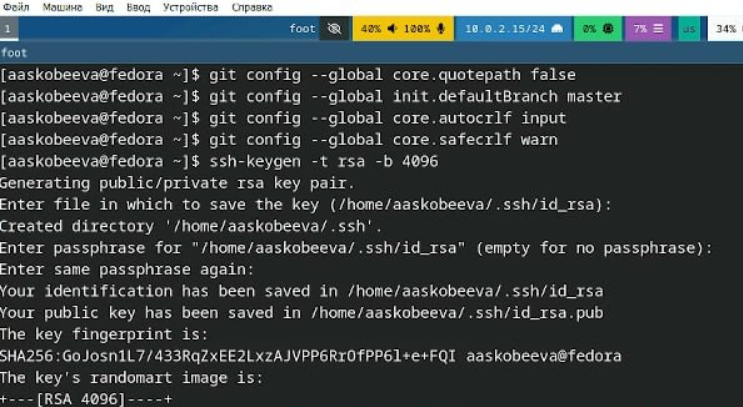 Файл Машина Вид Ввод Устройства Справка
1 foot 40% 100% 10.0.2.15/24 0% 7% us 34%
foot
[aaskobeeva@fedora ~]$ git config --global core.quotepath false
[aaskobeeva@fedora ~]$ git config --global init.defaultBranch master
[aaskobeeva@fedora ~]$ git config --global core.autocrlf input
[aaskobeeva@fedora ~]$ git config --global core.safecrlf warn
[aaskobeeva@fedora ~]$ ssh-keygen -t rsa -b 4096
Generating public/private rsa key pair.
Enter file in which to save the key (/home/aaskobeeva/.ssh/id_rsa):
Created directory '/home/aaskobeeva/.ssh'.
Enter passphrase for "/home/aaskobeeva/.ssh/id_rsa" (empty for no passphrase):
Enter same passphrase again:
Your identification has been saved in /home/aaskobeeva/.ssh/id_rsa
Your public key has been saved in /home/aaskobeeva/.ssh/id_rsa.pub
The key fingerprint is:
SHA256:GoJosn1L7/433RqZxEE2LxzAJVPP6RrOfPP6l+e+FQI aaskobeeva@fedora
The key's randomart image is:
+---[RSA 4096]----+